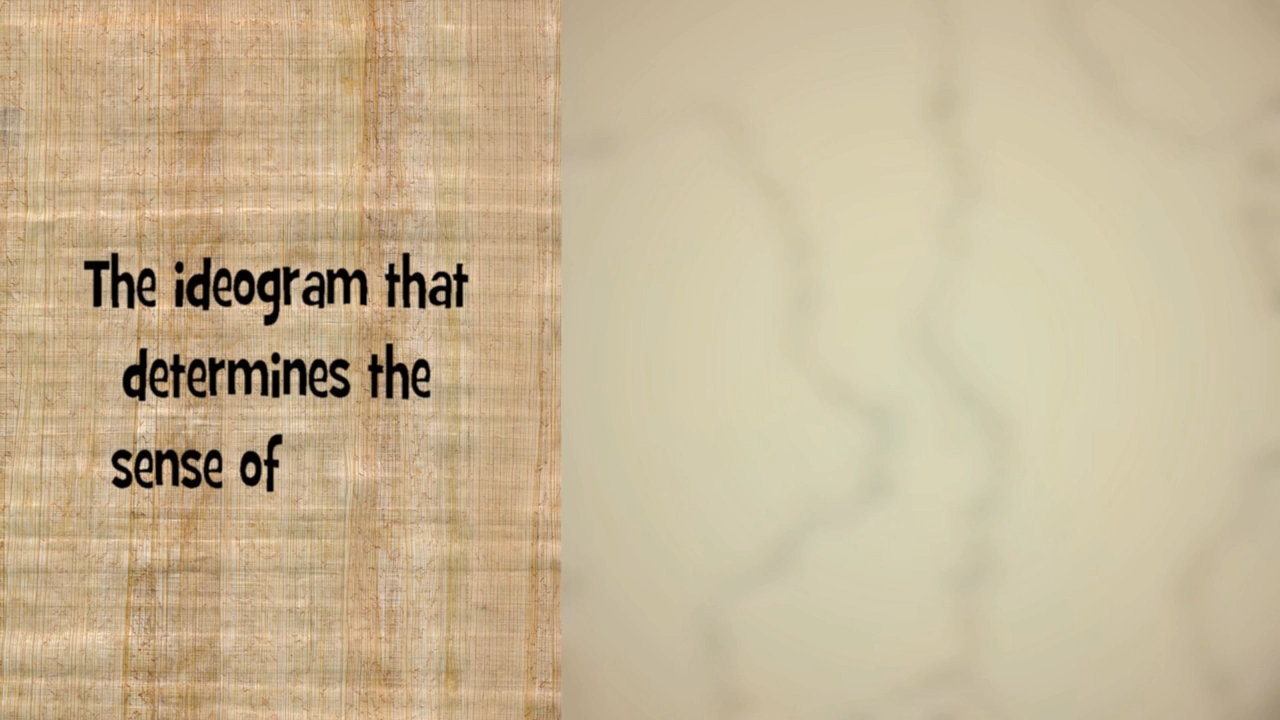 The ideogram that
determines the
sense of